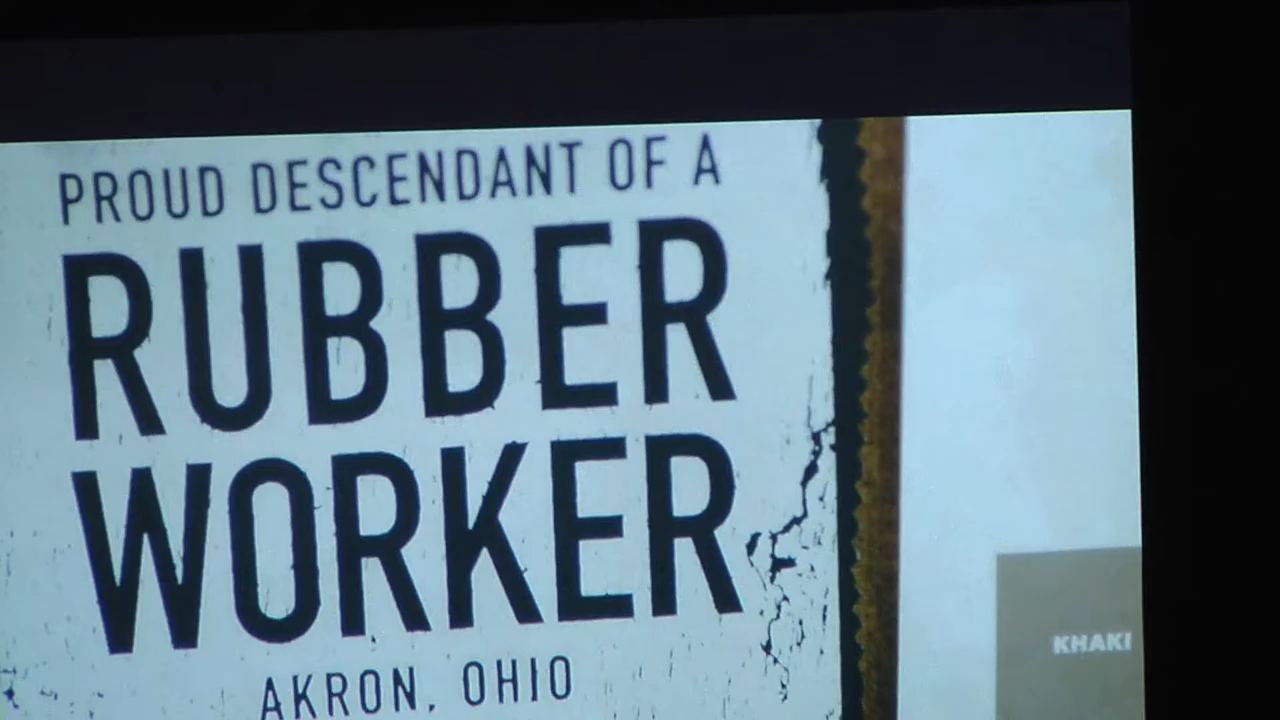 PROUD DESCENDANT OF A
RUBBER
WORKER
AKRON, OHIO
KHAKI